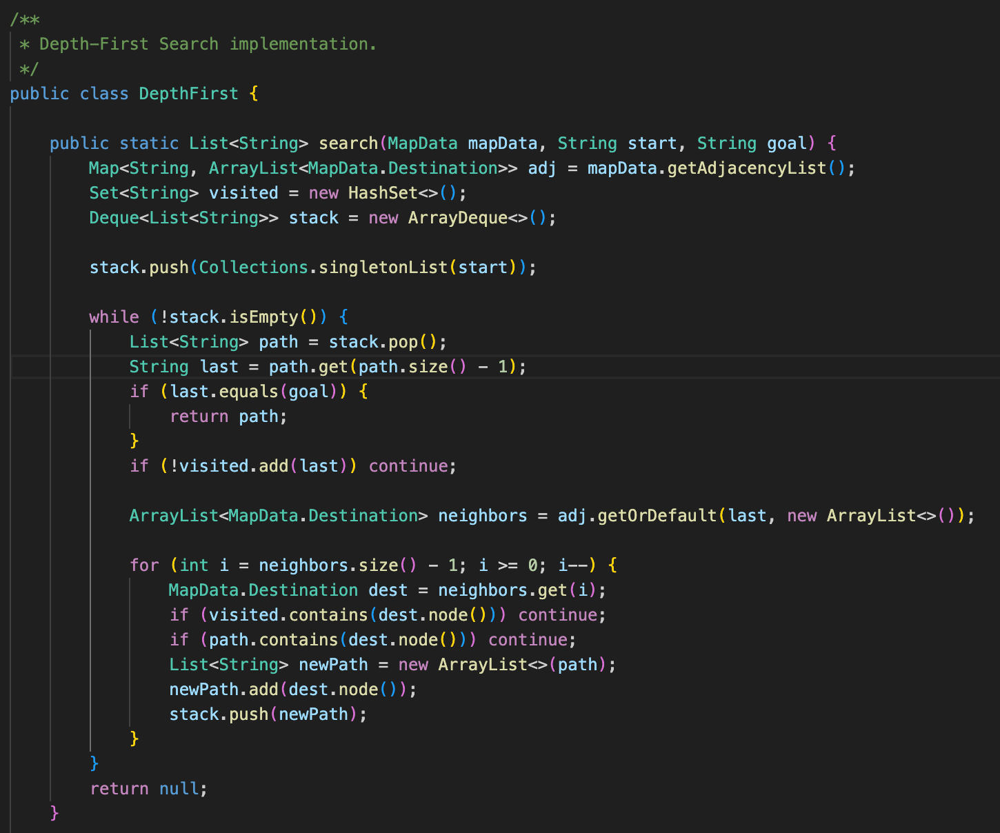 /**
 * Depth-First Search implementation.
 */
public class DepthFirst {

    public static List<String> search(MapData mapData, String start, String goal) {
        Map<String, ArrayList<MapData.Destination>> adj = mapData.getAdjacencyList();
        Set<String> visited = new HashSet<>();
        Deque<List<String>> stack = new ArrayDeque<>();

        stack.push(Collections.singletonList(start));

        while (!stack.isEmpty()) {
            List<String> path = stack.pop();
            String last = path.get(path.size() - 1);
            if (last.equals(goal)) {
                return path;
            }
            if (!visited.add(last)) continue;

            ArrayList<MapData.Destination> neighbors = adj.getOrDefault(last, new ArrayList<>());

            for (int i = neighbors.size() - 1; i >= 0; i--) {
                MapData.Destination dest = neighbors.get(i);
                if (visited.contains(dest.node())) continue;
                if (path.contains(dest.node())) continue;
                List<String> newPath = new ArrayList<>(path);
                newPath.add(dest.node());
                stack.push(newPath);
            }
        }
        return null;
    }